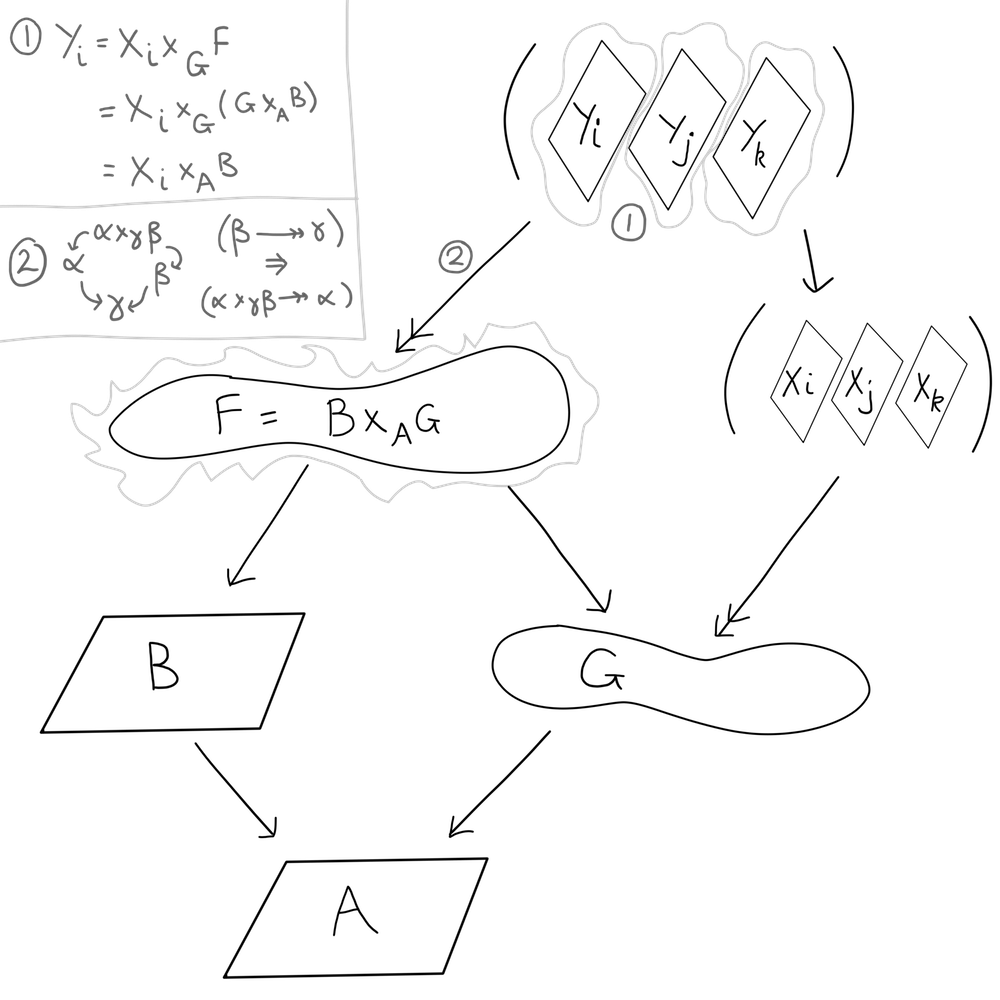 ① Yᵢ = Xᵢ ×_G F
= Xᵢ ×_G (G ×_A B)
= Xᵢ ×_A B
② α ×_γ β (β ↠ γ)
α β ⇒
γ (α ×_γ β ↠ α)
( Yᵢ Yⱼ Yₖ )
①
②
( Xᵢ Xⱼ Xₖ )
F = B ×_A G
B
G
A